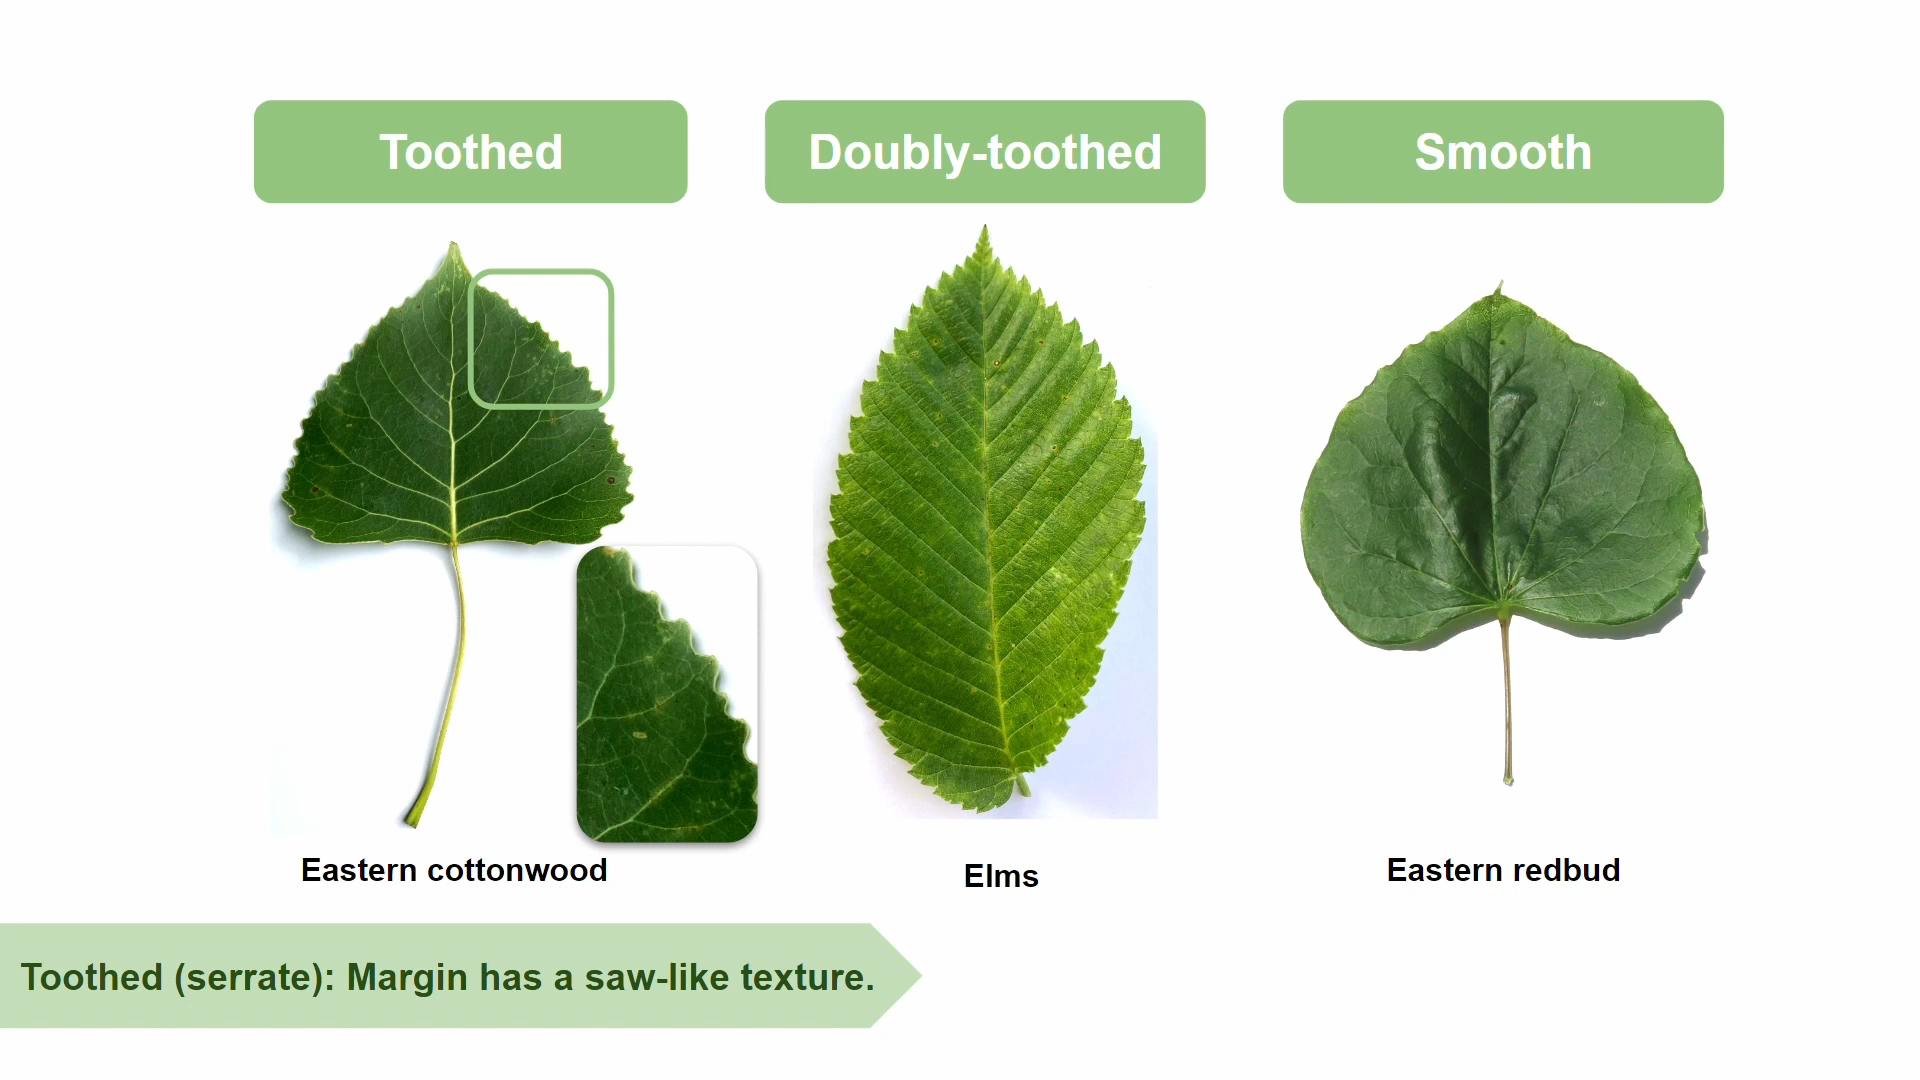 Toothed
Doubly-toothed
Smooth
Eastern cottonwood
Elms
Eastern redbud
Toothed (serrate): Margin has a saw-like texture.